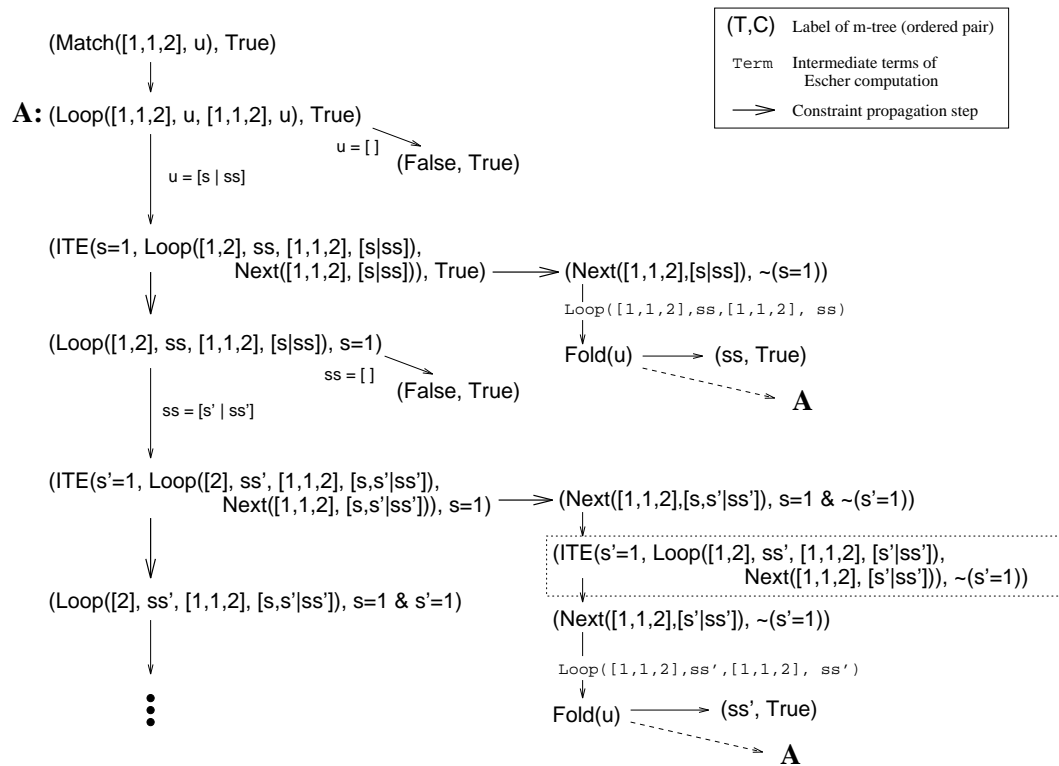 (Match([1,1,2], u), True)
(T,C) Label of m-tree (ordered pair)
Term Intermediate terms of
Escher computation
Constraint propagation step
A: (Loop([1,1,2], u, [1,1,2], u), True)
u = [ ]
(False, True)
u = [s | ss]
(ITE(s=1, Loop([1,2], ss, [1,1,2], [s|ss]),
Next([1,1,2], [s|ss])), True)
(Next([1,1,2],[s|ss]), ~(s=1))
Loop([1,1,2],ss,[1,1,2], ss)
Fold(u)
(ss, True)
A
(Loop([1,2], ss, [1,1,2], [s|ss]), s=1)
ss = [ ]
(False, True)
ss = [s' | ss']
(ITE(s'=1, Loop([2], ss', [1,1,2], [s,s'|ss']),
Next([1,1,2], [s,s'|ss'])), s=1)
(Next([1,1,2],[s,s'|ss']), s=1 & ~(s'=1))
(ITE(s'=1, Loop([1,2], ss', [1,1,2], [s'|ss']),
Next([1,1,2], [s'|ss'])), ~(s'=1))
(Loop([2], ss', [1,1,2], [s,s'|ss']), s=1 & s'=1)
(Next([1,1,2],[s'|ss']), ~(s'=1))
Loop([1,1,2],ss',[1,1,2], ss')
Fold(u)
(ss', True)
A